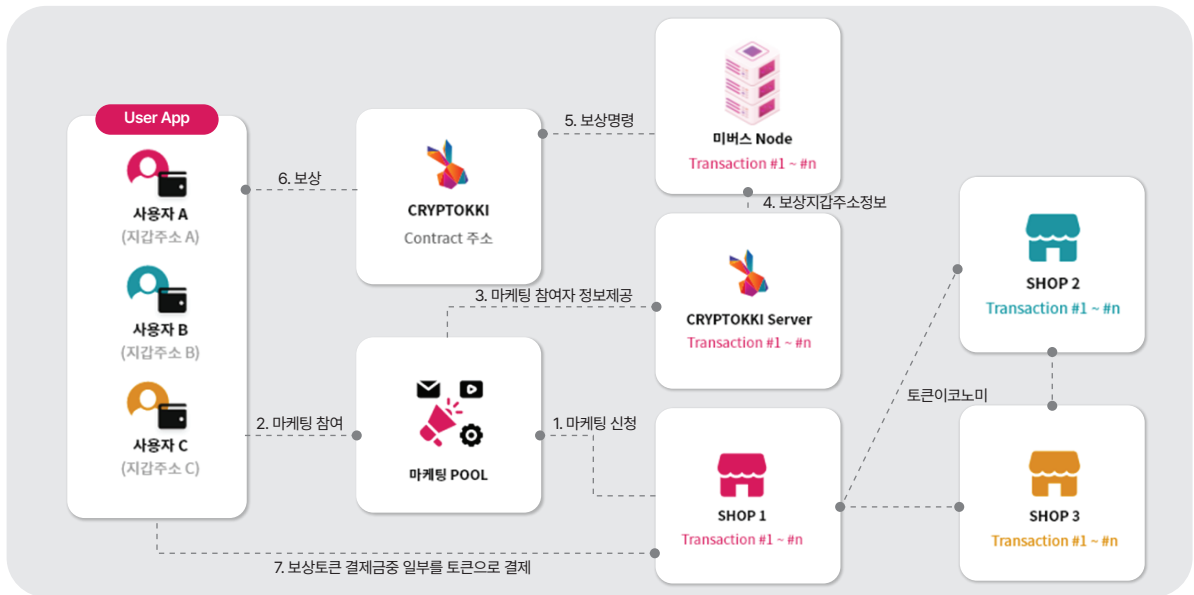 User App
사용자 A
(지갑주소 A)
사용자 B
(지갑주소 B)
사용자 C
(지갑주소 C)
6. 보상
CRYPTOKKI
Contract 주소
5. 보상명령
미버스 Node
Transaction #1 ~ #n
4. 보상지갑주소정보
3. 마케팅 참여자 정보제공
CRYPTOKKI Server
Transaction #1 ~ #n
2. 마케팅 참여
마케팅 POOL
1. 마케팅 신청
SHOP 1
Transaction #1 ~ #n
토큰이코노미
SHOP 2
Transaction #1 ~ #n
SHOP 3
Transaction #1 ~ #n
7. 보상토큰 결제금중 일부를 토큰으로 결제